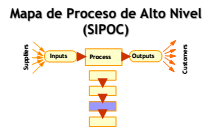 Mapa de Proceso de Alto Nivel
(SIPOC)
Suppliers
Inputs
Process
Outputs
Customers